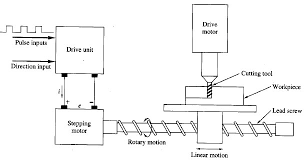 Drive
motor
Pulse inputs
Drive unit
Direction input
Cutting tool
Workpiece
Lead screw
+
e
−
Stepping
motor
Rotary motion
Linear motion